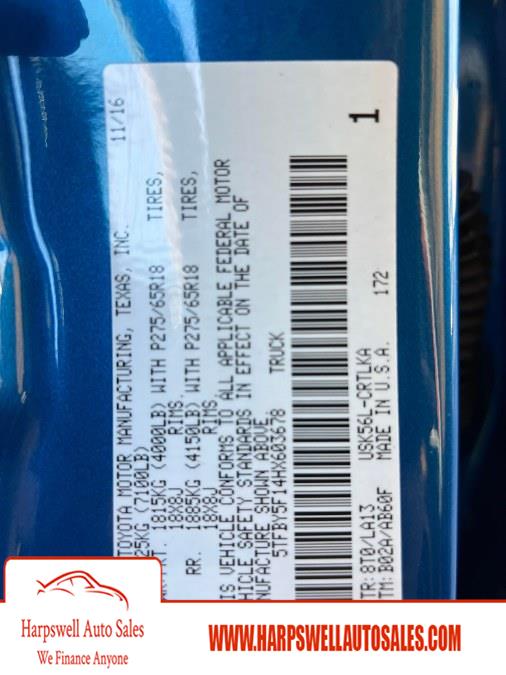 TOYOTA MOTOR MANUFACTURING, TEXAS, INC. 11/16
25KG (7100LB)
RT. 1815KG (4000LB) WITH P275/65R18 TIRES,
18X8J RIMS,
RR. 1885KG (4150LB) WITH P275/65R18 TIRES,
18X8J RIMS
IS VEHICLE CONFORMS TO ALL APPLICABLE FEDERAL MOTOR
HICLE SAFETY STANDARDS IN EFFECT ON THE DATE OF
NUFACTURE SHOWN ABOVE
5TFBY5F14HX603678 TRUCK
1
TR: 8T0/LA13 USK56L-CRTLKA
TM: B02A/AB60F MADE IN U.S.A. 172
Harpswell Auto Sales
We Finance Anyone
WWW.HARPSWELLAUTOSALES.COM